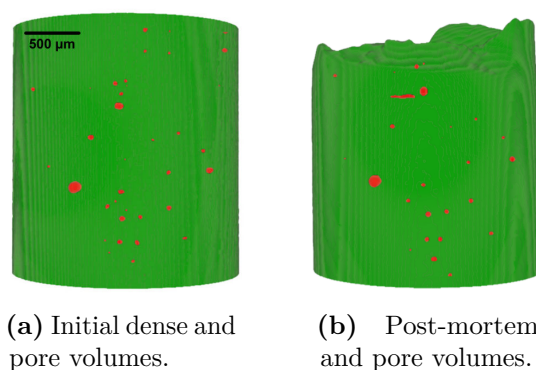 500 μm
(a) Initial dense and
pore volumes.
(b) Post-mortem
and pore volumes.